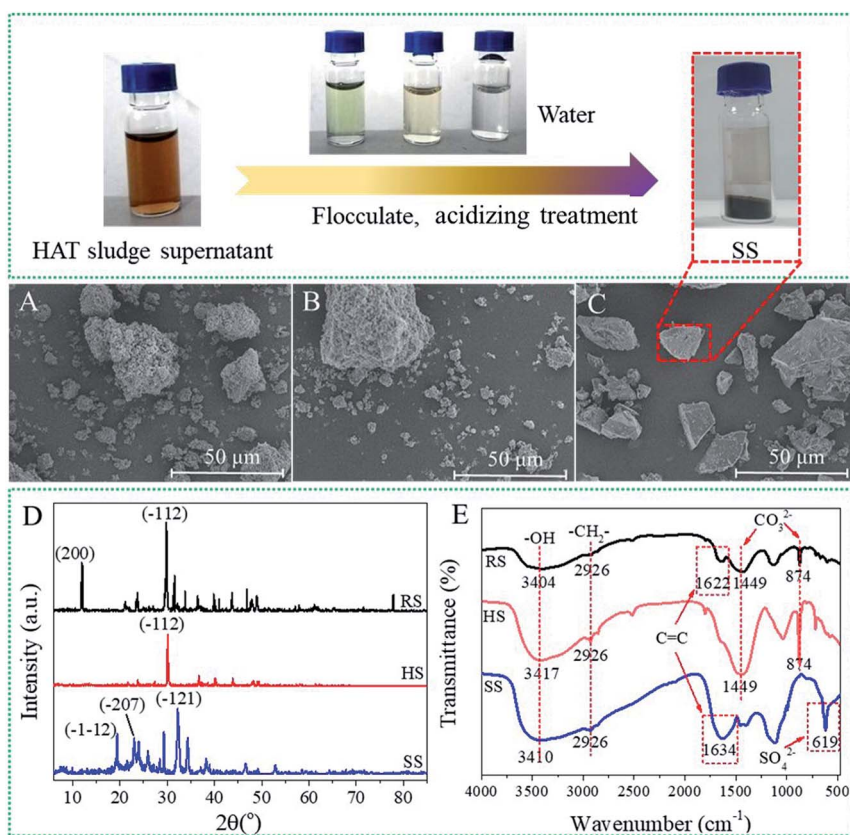 Water
Flocculate, acidizing treatment
HAT sludge supernatant
SS
A
50 μm
B
50 μm
C
50 μm
D
(-112)
(200)
RS
(-112)
HS
(-207)
(-121)
(-1-12)
SS
Intensity (a.u.)
10 20 30 40 50 60 70 80
2θ(°)
E
-OH
-CH₂-
CO₃²⁻
RS
3404
2926
1622
1449
874
HS
C=C
3417
2926
1449
874
SS
3410
2926
1634
SO₄²⁻
619
Transmittance (%)
4000 3500 3000 2500 2000 1500 1000 500
Wavenumber (cm⁻¹)